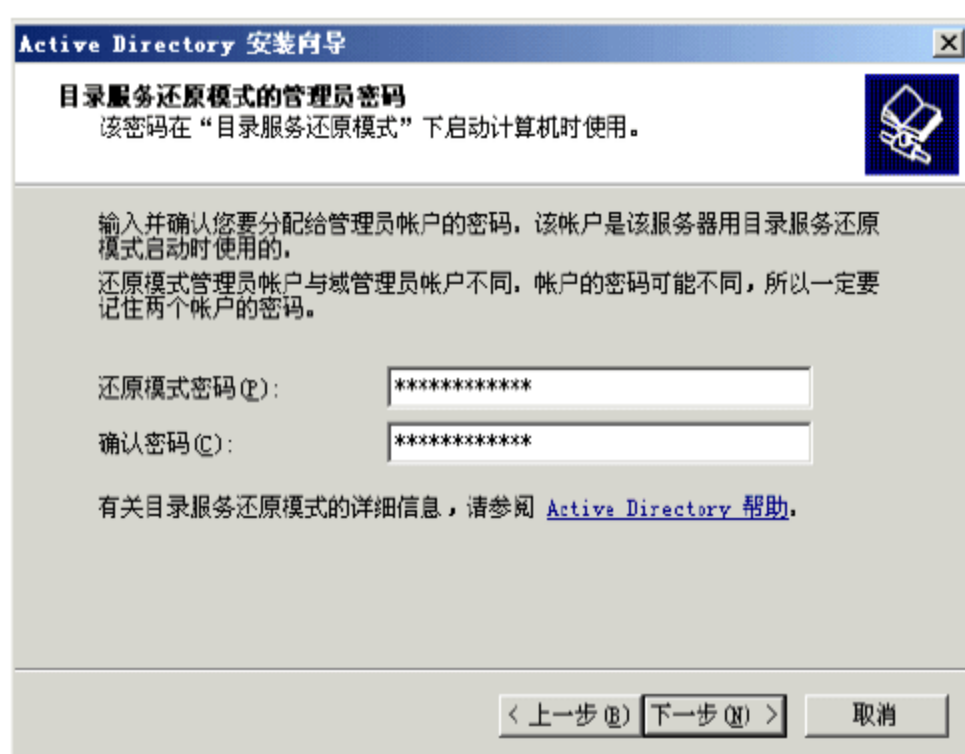 Active Directory 安装向导
目录服务还原模式的管理员密码
该密码在“目录服务还原模式”下启动计算机时使用。
输入并确认您要分配给管理员帐户的密码。该帐户是该服务器用目录服务还原
模式启动时使用的。
还原模式管理员帐户与域管理员帐户不同。帐户的密码可能不同,所以一定要
记住两个帐户的密码。
还原模式密码(P): ************
确认密码(C): ************
有关目录服务还原模式的详细信息,请参阅 Active Directory 帮助。
< 上一步(B) 下一步(N) > 取消